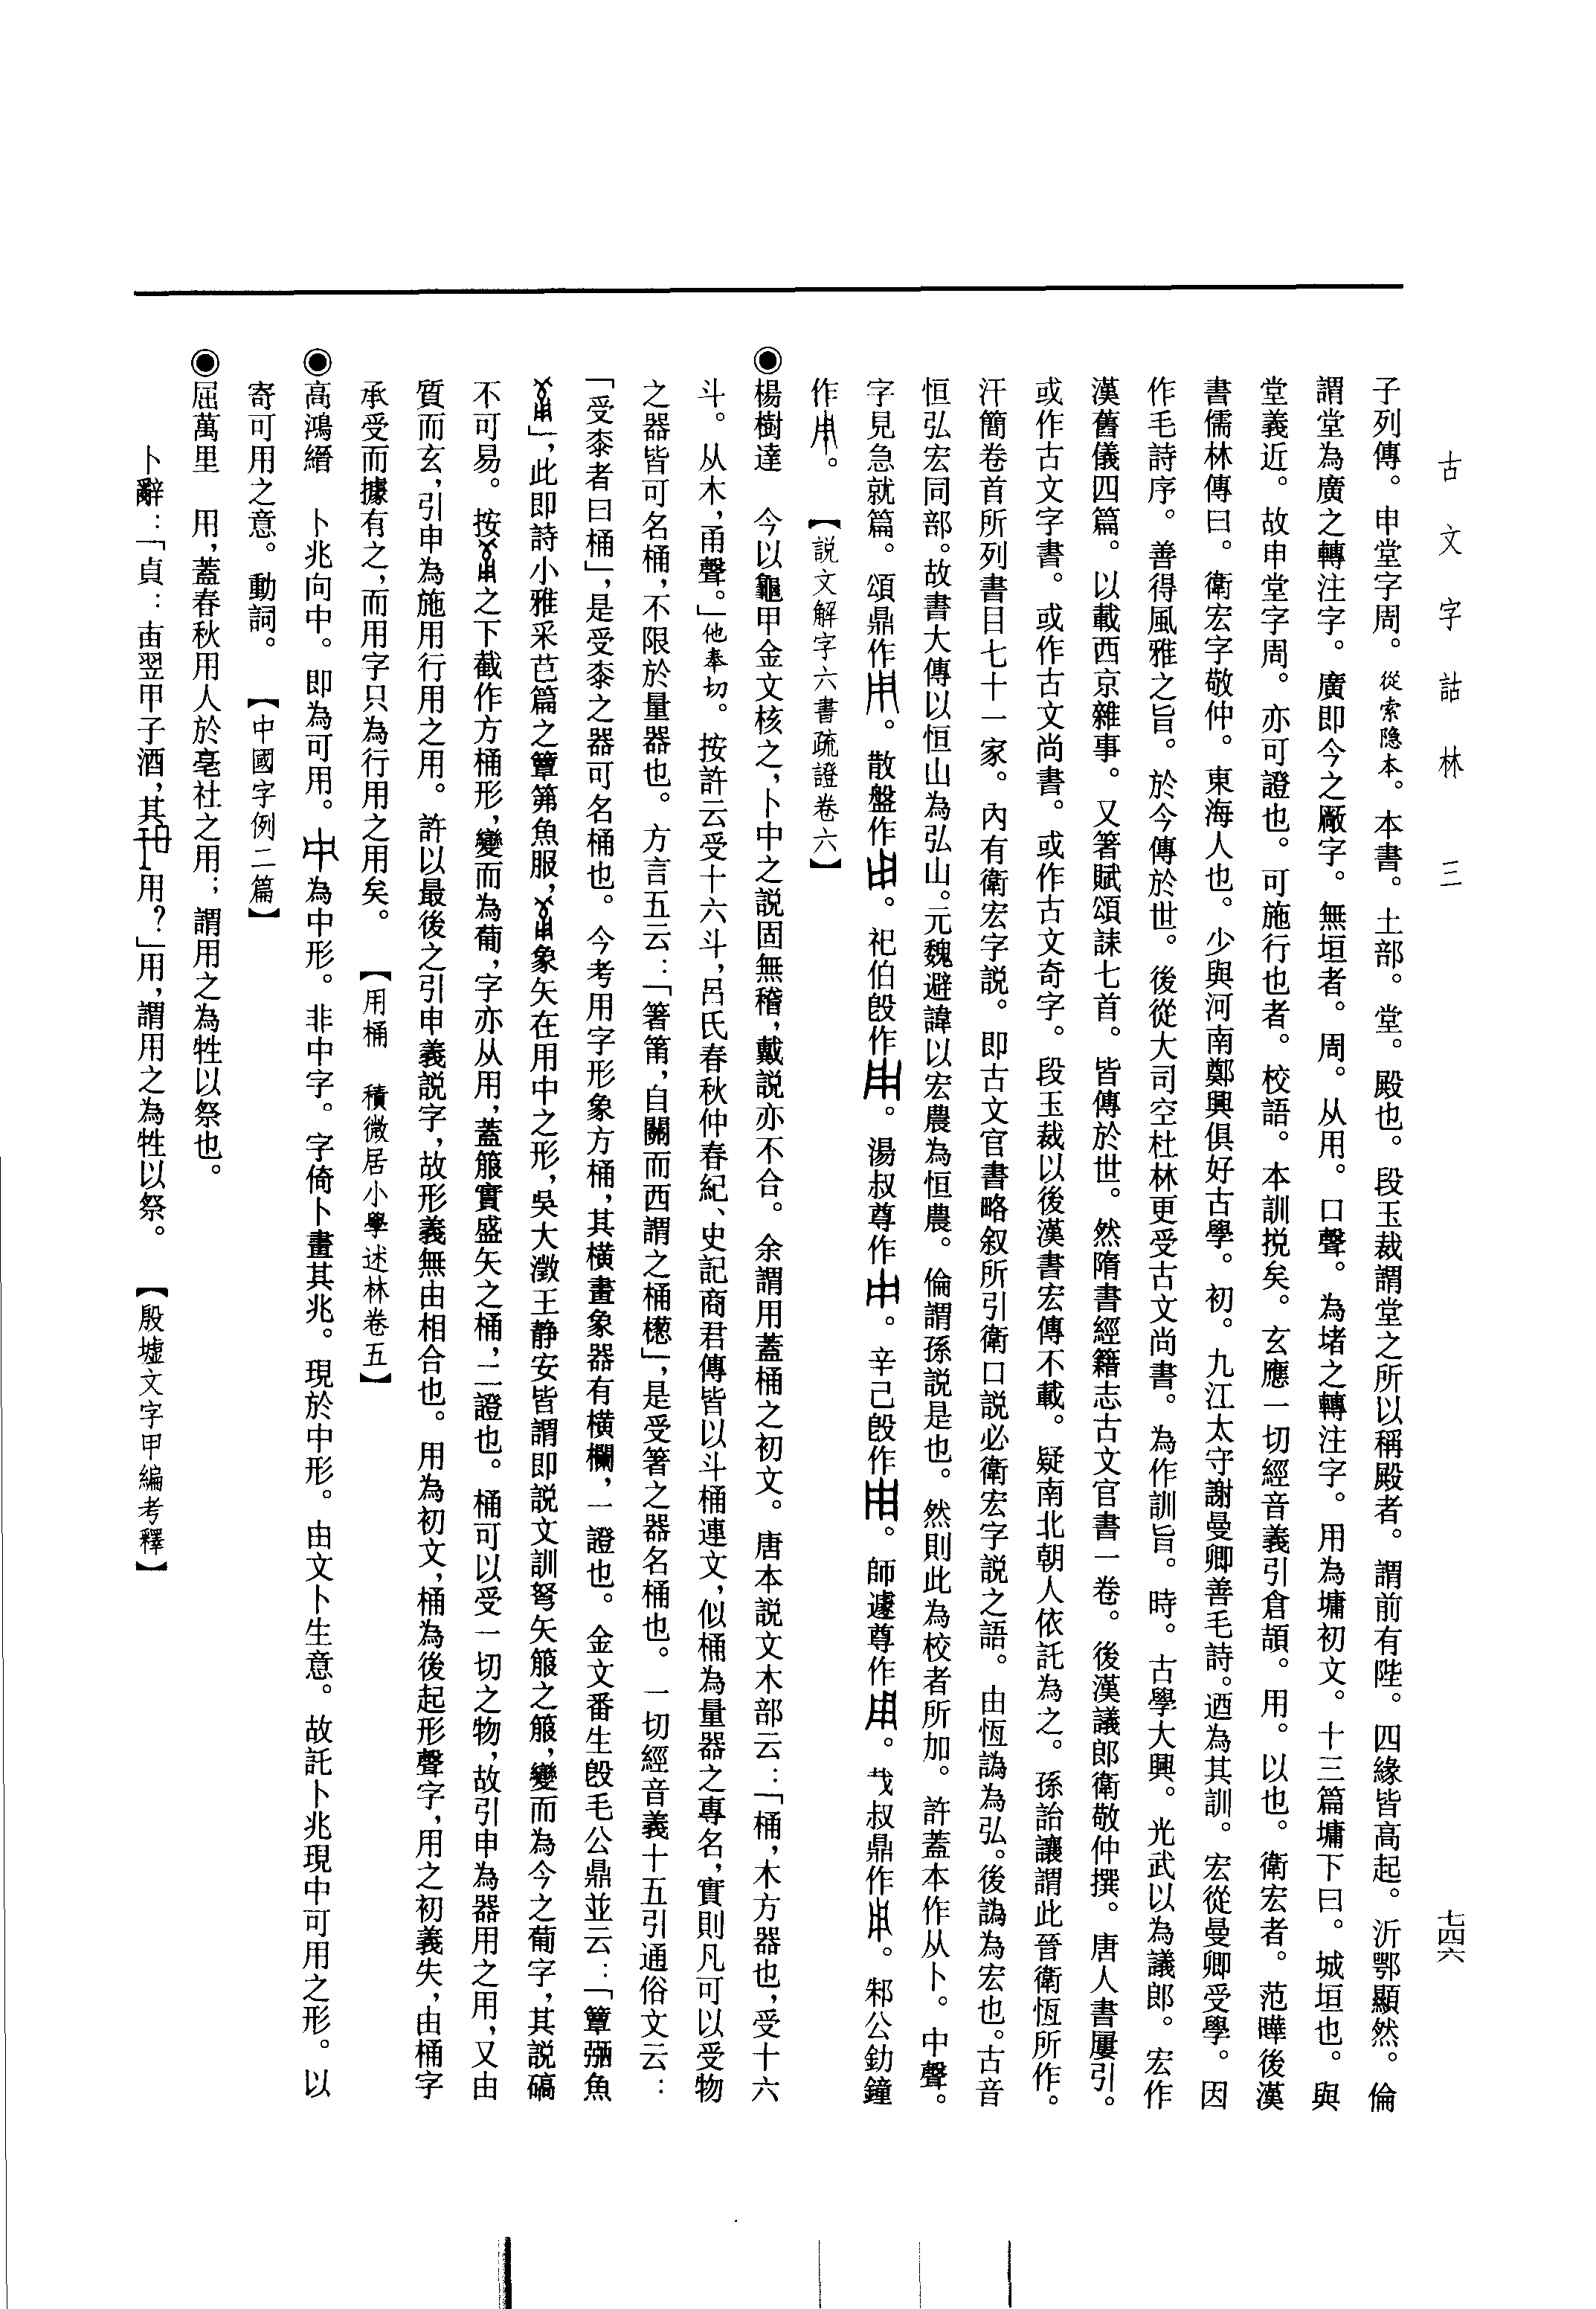 古文字詁林 三
七四六
子列傳。申堂字周。從索隐本。本書。土部。堂。殿也。段玉裁謂堂之所以稱殿者。謂前有陛。四緣皆高起。沂鄂顯然。倫
謂堂為廣之轉注字。廣即今之廠字。無垣者。周。从用。口聲。為堵之轉注字。用為墉初文。十三篇墉下曰。城垣也。與
堂義近。故申堂字周。亦可證也。可施行也者。校語。本訓挩矣。玄應一切經音義引倉頡。用。以也。衛宏者。范曄後漢
書儒林傳曰。衛宏字敬仲。東海人也。少與河南鄭興俱好古學。初。九江太守謝曼卿善毛詩。迺為其訓。宏從曼卿受學。因
作毛詩序。善得風雅之旨。於今傳於世。後從大司空杜林更受古文尚書。為作訓旨。時。古學大興。光武以為議郎。宏作
漢舊儀四篇。以載西京雜事。又箸賦頌誄七首。皆傳於世。然隋書經籍志古文官書一卷。後漢議郎衛敬仲撰。唐人書屢引。
或作古文字書。或作古文尚書。或作古文奇字。段玉裁以後漢書宏傳不載。疑南北朝人依託為之。孫詒讓謂此晉衛恆所作。
汗簡卷首所列書目七十一家。內有衛宏字説。即古文官書略叙所引衛口説必衛宏字説之語。由恆譌為弘。後譌為宏也。古音
恒弘宏同部。故書大傳以恒山為弘山。元魏避諱以宏農為恒農。倫謂孫説是也。然則此為校者所加。許蓋本作从卜。中聲。
字見急就篇。頌鼎作。散盤作。祀伯𣪘作。湯叔尊作。辛己𣪘作。師遽尊作。𢦏叔鼎作。邾公釛鐘
作。【説文解字六書疏證卷六】
◉楊樹達 今以龜甲金文核之，卜中之説固無稽，戴説亦不合。余謂用蓋桶之初文。唐本説文木部云：「桶，木方器也，受十六
斗。从木，甬聲。」他奉切。按許云受十六斗，呂氏春秋仲春紀、史記商君傳皆以斗桶連文，似桶為量器之專名，實則凡可以受物
之器皆可名桶，不限於量器也。方言五云：「箸筩，自關而西謂之桶檧」，是受箸之器名桶也。一切經音義十五引通俗文云：
「受桼者曰桶」，是受桼之器可名桶也。今考用字形象方桶，其橫畫象器有橫欄，一證也。金文番生𣪘毛公鼎並云：「簟弻魚
」，此即詩小雅采芑篇之簟笰魚服，象矢在用中之形，吳大澂王静安皆謂即説文訓弩矢箙之箙，變而為今之葡字，其説碻
不可易。按之下截作方桶形，變而為葡，字亦从用，蓋箙實盛矢之桶，二證也。桶可以受一切之物，故引申為器用之用，又由
質而玄，引申為施用行用之用。許以最後之引申義説字，故形義無由相合也。用為初文，桶為後起形聲字，用之初義失，由桶字
承受而據有之，而用字只為行用之用矣。【用桶 積微居小學述林卷五】
◉高鴻縉 卜兆向中。即為可用。為中形。非中字。字倚卜畫其兆。現於中形。由文卜生意。故託卜兆現中可用之形。以
寄可用之意。動詞。【中國字例二篇】
◉屈萬里 用，蓋春秋用人於亳社之用；謂用之為牲以祭也。
卜辭：「貞：㞢翌甲子酒，其用？」用，謂用之為牲以祭。【殷墟文字甲編考釋】